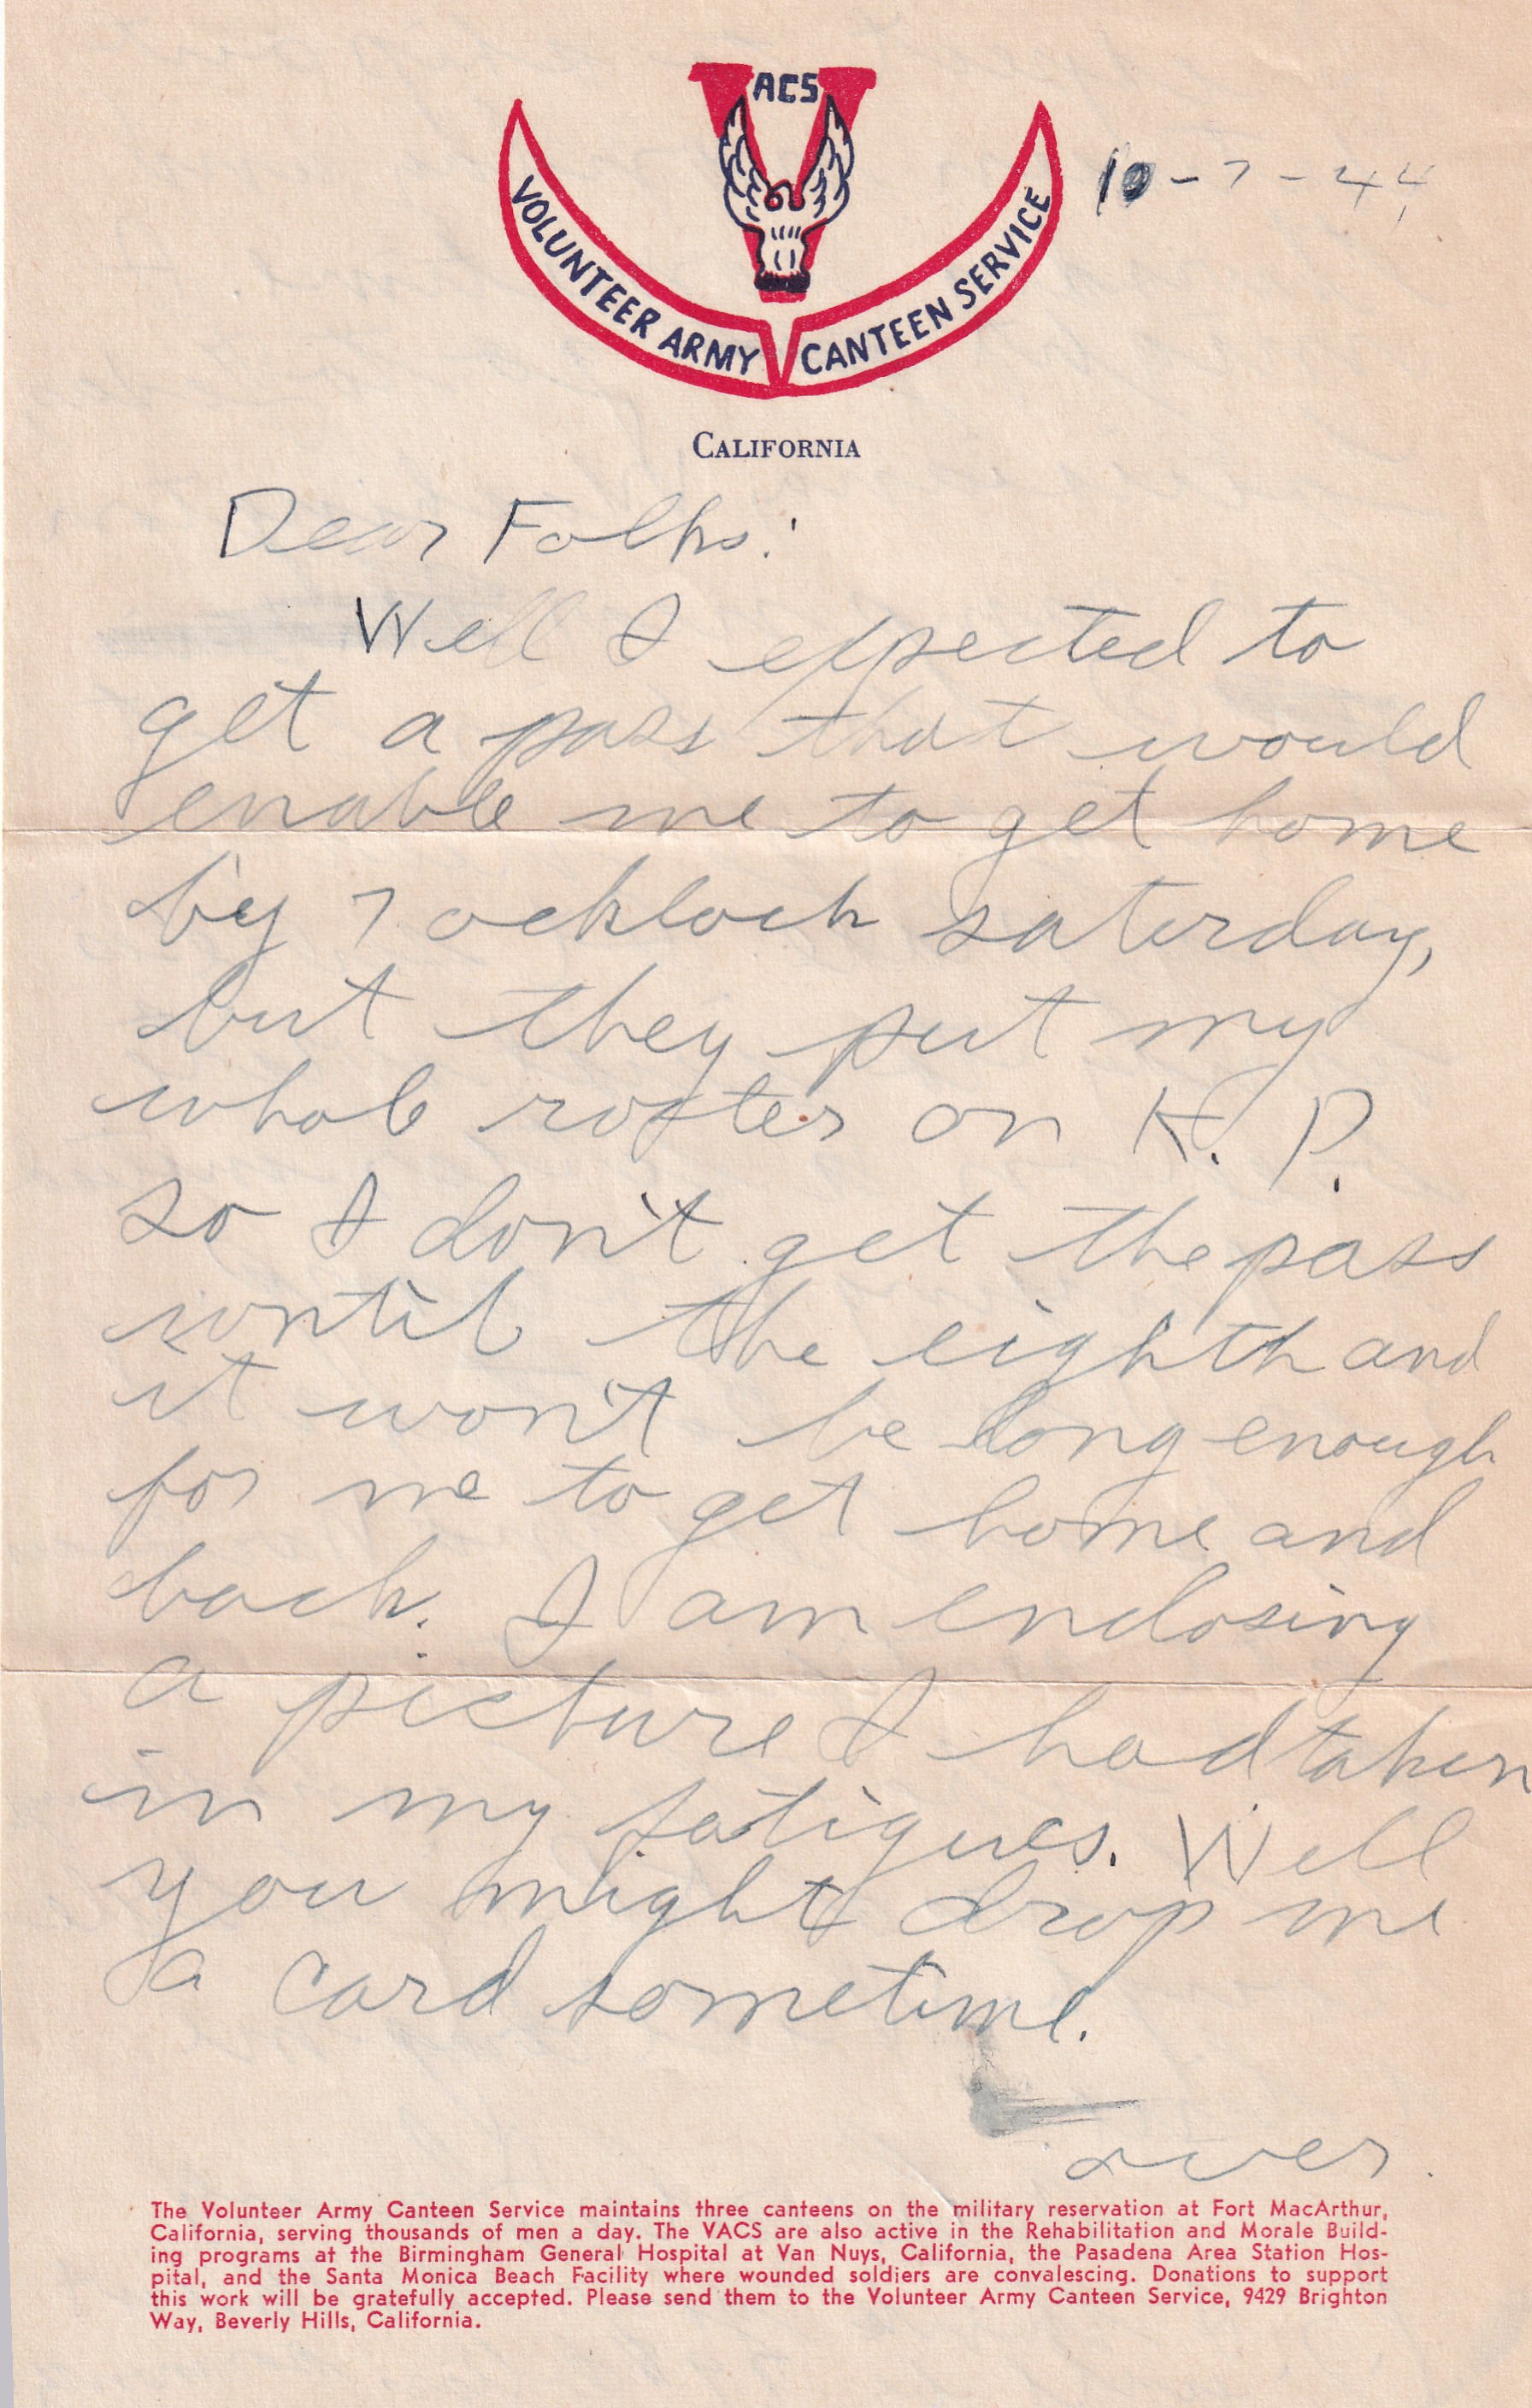 VACS
VOLUNTEER ARMY CANTEEN SERVICE
10-7-44
CALIFORNIA
Dear Folks:
Well I expected to
get a pass that would
enable me to get home
by 7 ocklock saturday,
but they put my
whole roster on K. P.
so I don't get the pass
until the eighth and
it won't be long enough
for me to get home and
back. I am enclosing
a picture I had taken
in my fatigues. Well
you might drop me
a card sometime.
over.
The Volunteer Army Canteen Service maintains three canteens on the military reservation at Fort MacArthur,
California, serving thousands of men a day. The VACS are also active in the Rehabilitation and Morale Build-
ing programs at the Birmingham General Hospital at Van Nuys, California, the Pasadena Area Station Hos-
pital, and the Santa Monica Beach Facility where wounded soldiers are convalescing. Donations to support
this work will be gratefully accepted. Please send them to the Volunteer Army Canteen Service, 9429 Brighton
Way, Beverly Hills, California.